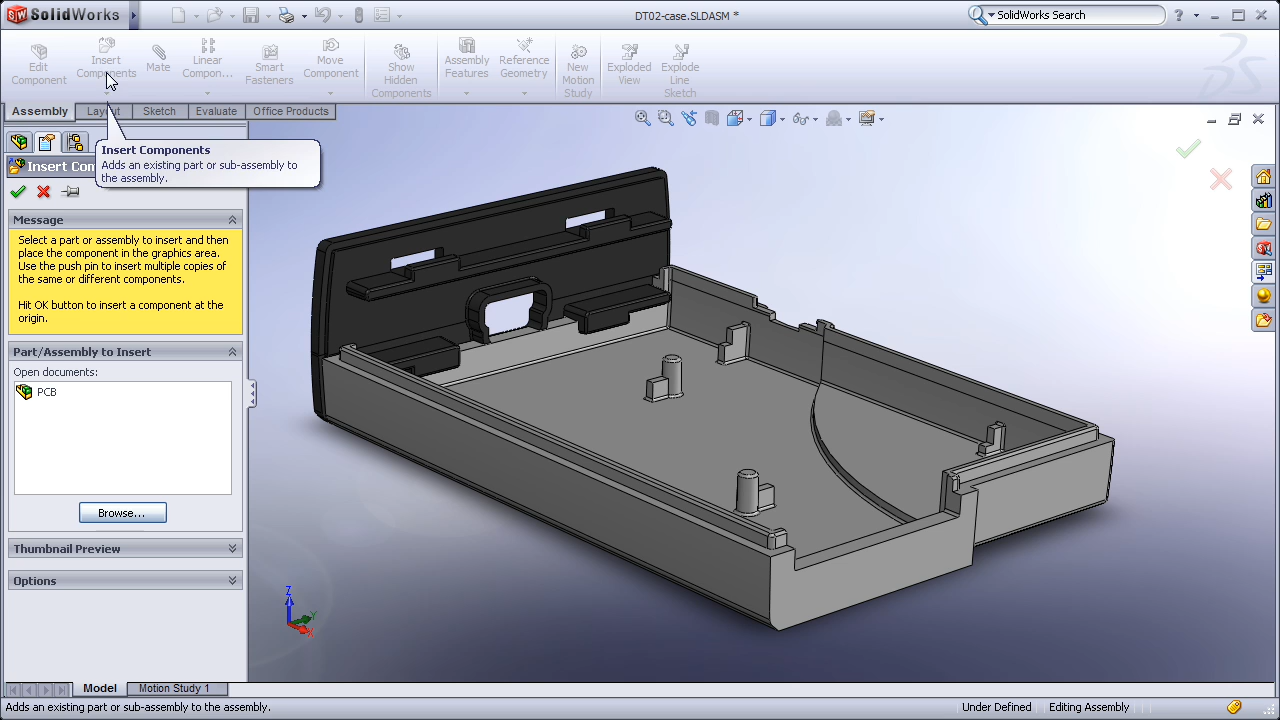 SolidWorks
DT02-case.SLDASM *
SolidWorks Search
?
Edit
Component
Insert
Components
Mate
Linear
Compon...
Smart
Fasteners
Move
Component
Show
Hidden
Components
Assembly
Features
Reference
Geometry
New
Motion
Study
Exploded
View
Explode
Line
Sketch
Assembly
Layout
Sketch
Evaluate
Office Products
Insert Components
Adds an existing part or sub-assembly to
the assembly.
Insert Com
Message
Select a part or assembly to insert and then
place the component in the graphics area.
Use the push pin to insert multiple copies of
the same or different components.
Hit OK button to insert a component at the
origin.
Part/Assembly to Insert
Open documents:
PCB
Browse...
Thumbnail Preview
Options
Z
Y
X
Model
Motion Study 1
Adds an existing part or sub-assembly to the assembly.
Under Defined
Editing Assembly